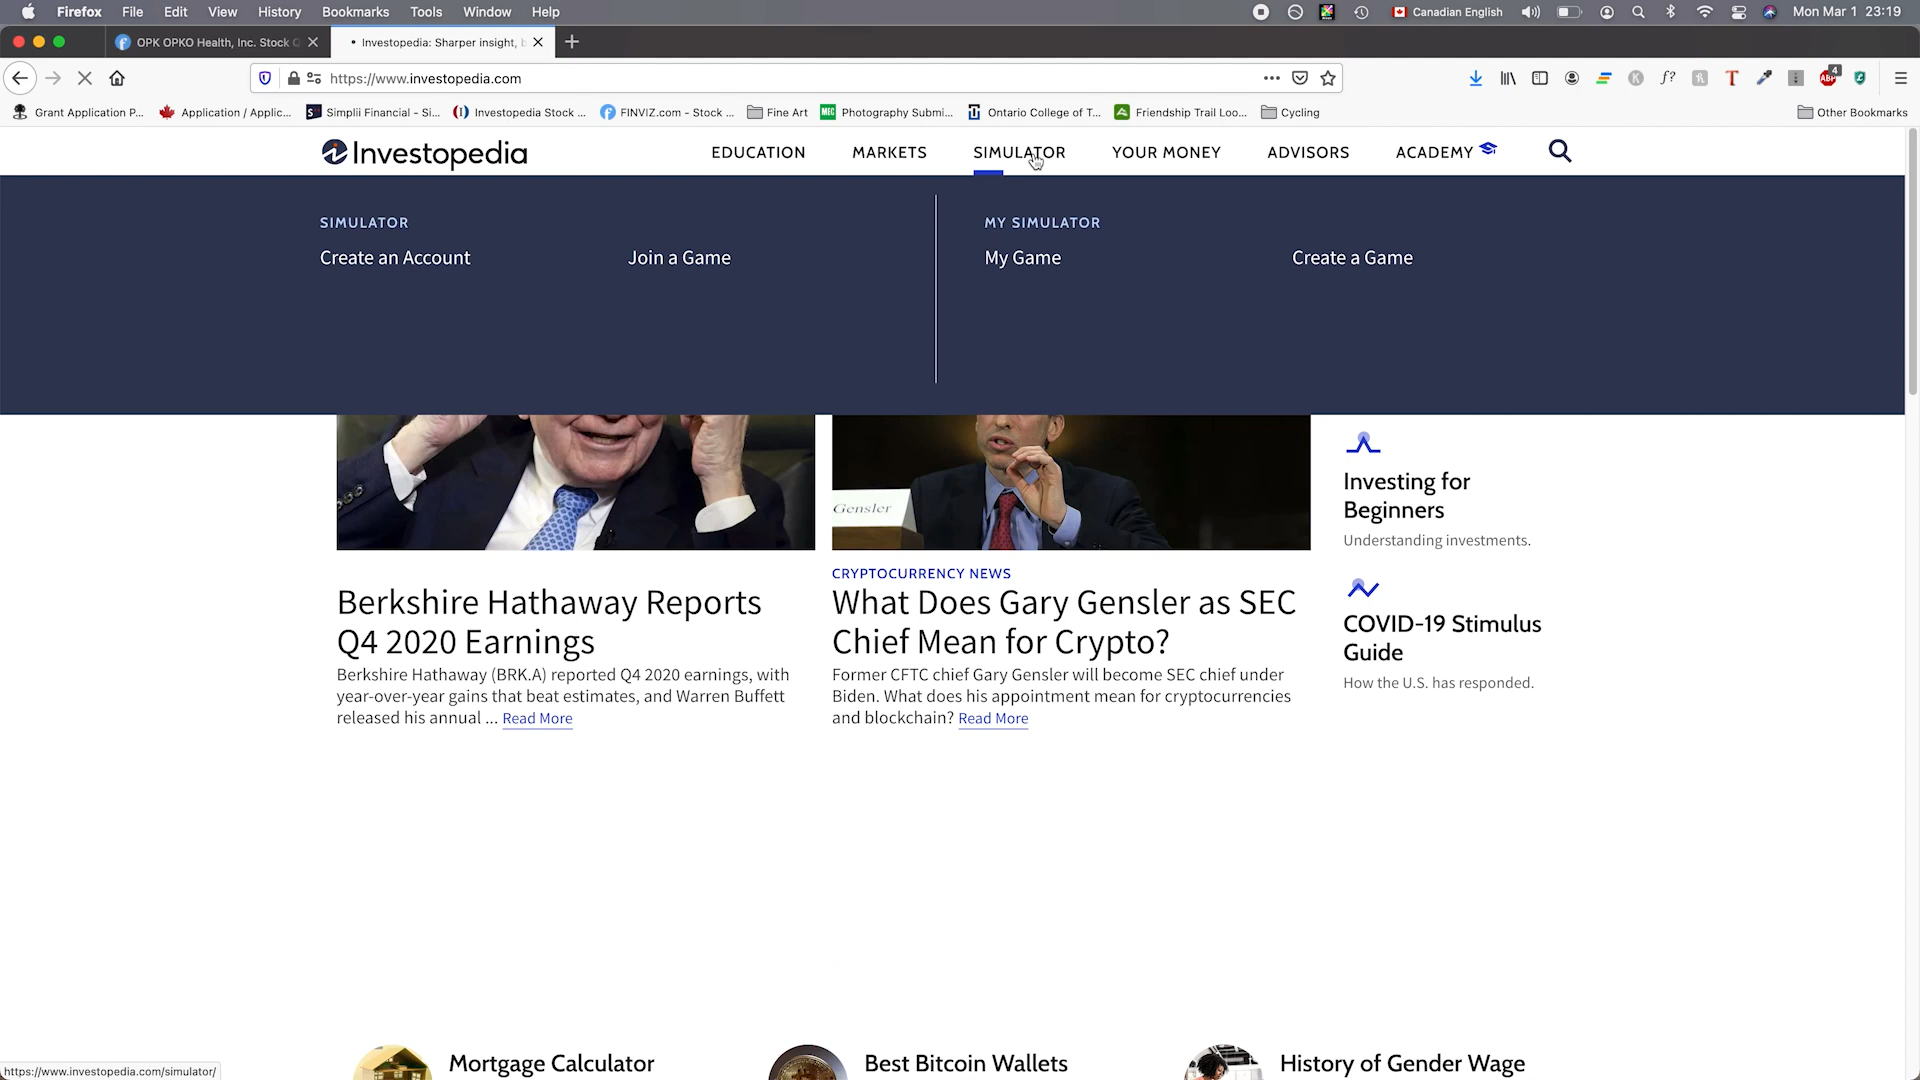 Firefox File Edit View History Bookmarks Tools Window Help Canadian English Mon Mar 1 23:19
OPK OPKO Health, Inc. Stock Q Investopedia: Sharper insight, b
https://www.investopedia.com
Grant Application P... Application / Applic... Simplii Financial - Si... Investopedia Stock ... FINVIZ.com - Stock ... Fine Art MEC Photography Submi... Ontario College of T... Friendship Trail Loo... Cycling Other Bookmarks
Investopedia EDUCATION MARKETS SIMULATOR YOUR MONEY ADVISORS ACADEMY
SIMULATOR MY SIMULATOR
Create an Account Join a Game My Game Create a Game
Gensler
Investing for
Beginners
Understanding investments.
CRYPTOCURRENCY NEWS
Berkshire Hathaway Reports
Q4 2020 Earnings
Berkshire Hathaway (BRK.A) reported Q4 2020 earnings, with
year-over-year gains that beat estimates, and Warren Buffett
released his annual ... Read More
What Does Gary Gensler as SEC
Chief Mean for Crypto?
Former CFTC chief Gary Gensler will become SEC chief under
Biden. What does his appointment mean for cryptocurrencies
and blockchain? Read More
COVID-19 Stimulus
Guide
How the U.S. has responded.
Mortgage Calculator Best Bitcoin Wallets History of Gender Wage
https://www.investopedia.com/simulator/